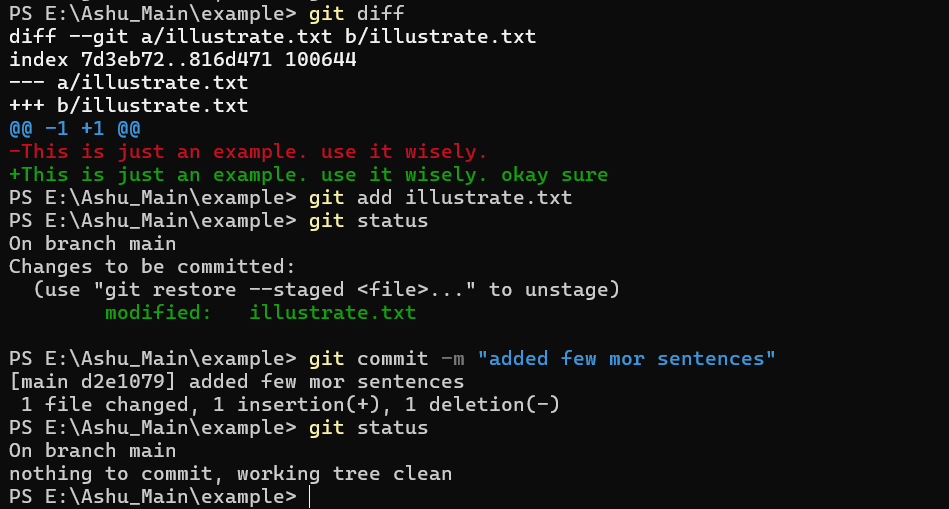 PS E:\Ashu_Main\example> git diff
diff --git a/illustrate.txt b/illustrate.txt
index 7d3eb72..816d471 100644
--- a/illustrate.txt
+++ b/illustrate.txt
@@ -1 +1 @@
-This is just an example. use it wisely.
+This is just an example. use it wisely. okay sure
PS E:\Ashu_Main\example> git add illustrate.txt
PS E:\Ashu_Main\example> git status
On branch main
Changes to be committed:
  (use "git restore --staged <file>..." to unstage)
        modified:   illustrate.txt

PS E:\Ashu_Main\example> git commit -m "added few mor sentences"
[main d2e1079] added few mor sentences
 1 file changed, 1 insertion(+), 1 deletion(-)
PS E:\Ashu_Main\example> git status
On branch main
nothing to commit, working tree clean
PS E:\Ashu_Main\example>